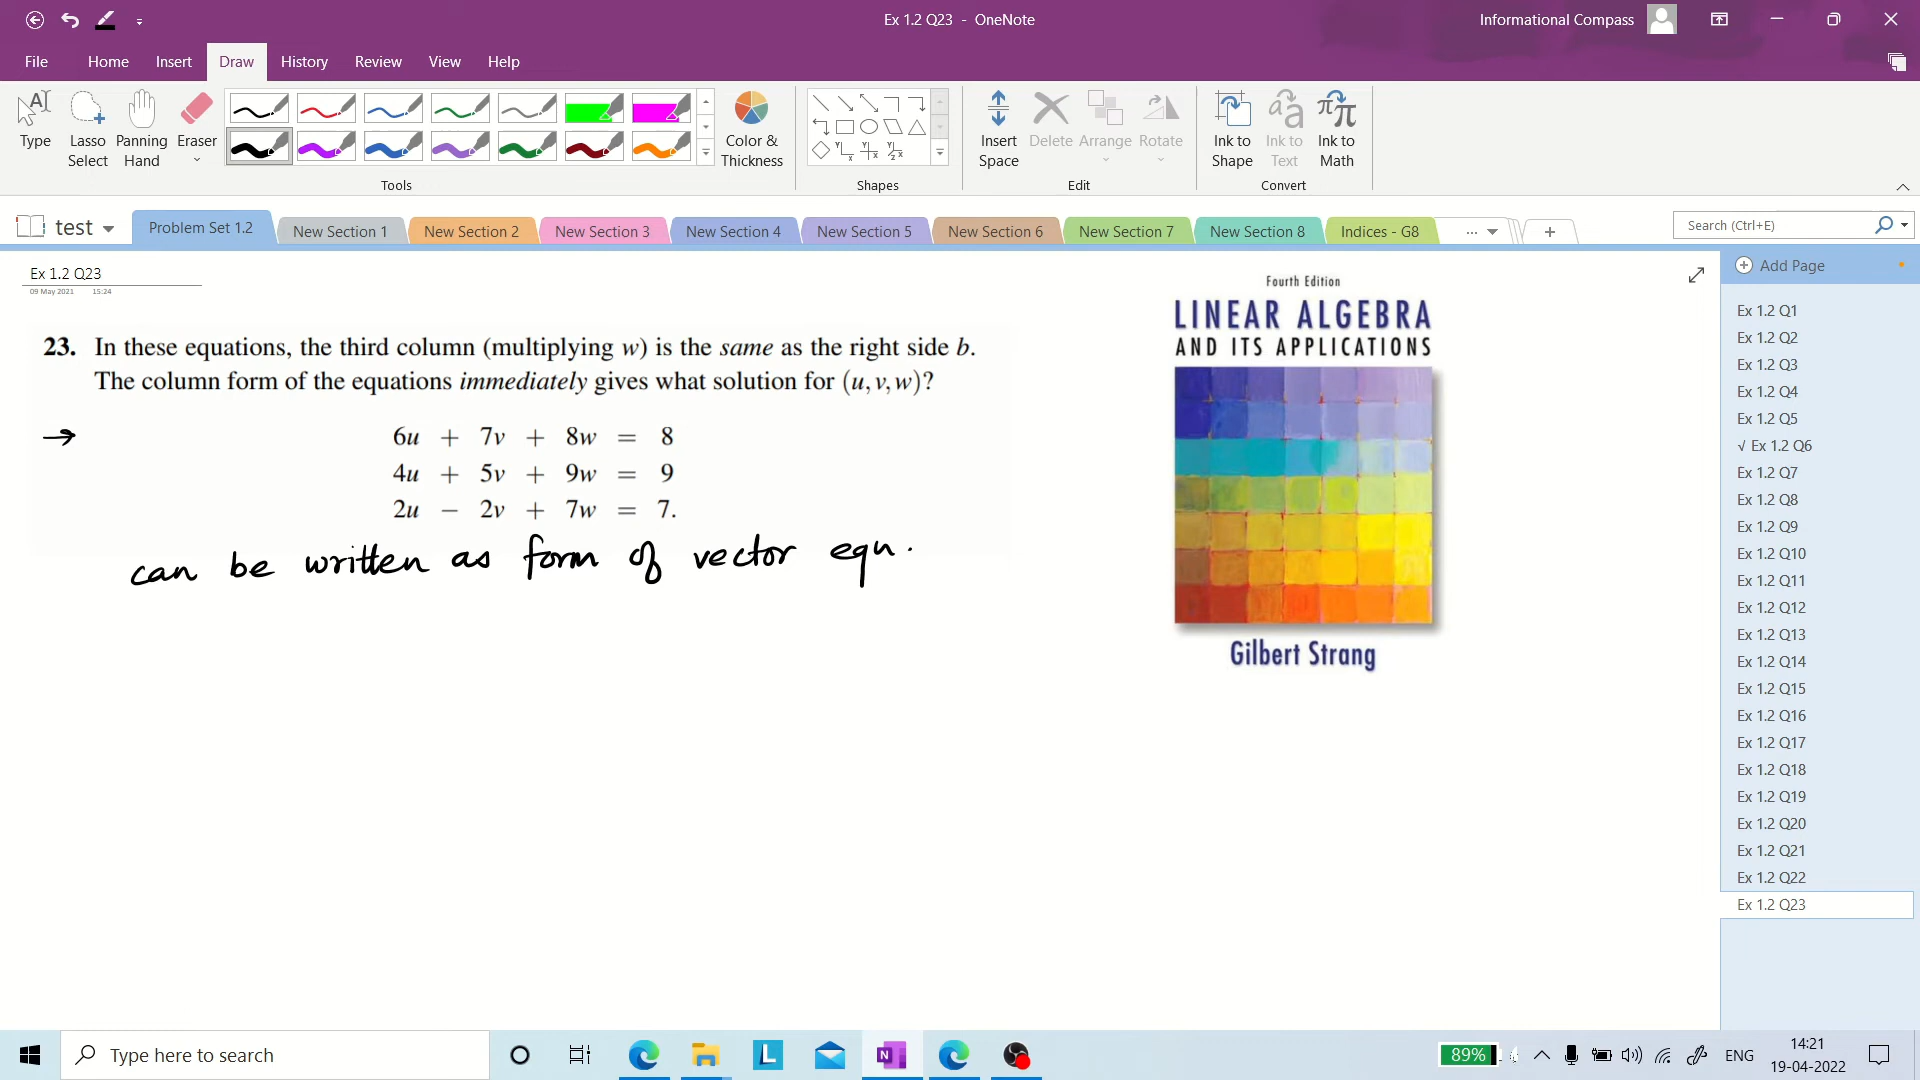 Ex 1.2 Q23 - OneNote
Informational Compass
File Home Insert Draw History Review View Help
Type
Lasso Select
Panning Hand
Eraser
Color & Thickness
Insert Space
Delete
Arrange
Rotate
Ink to Shape
Ink to Text
Ink to Math
Tools Shapes Edit Convert
test
Problem Set 1.2 New Section 1 New Section 2 New Section 3 New Section 4 New Section 5 New Section 6 New Section 7 New Section 8 Indices - G8 ... +
Search (Ctrl+E)
Ex 1.2 Q23
09 May 2021 15:24
23. In these equations, the third column (multiplying w) is the same as the right side b.
The column form of the equations immediately gives what solution for (u, v, w)?
→ 6u + 7v + 8w = 8
4u + 5v + 9w = 9
2u − 2v + 7w = 7.
can be written as form of vector equ.
Fourth Edition
LINEAR ALGEBRA
AND ITS APPLICATIONS
Gilbert Strang
Add Page
Ex 1.2 Q1
Ex 1.2 Q2
Ex 1.2 Q3
Ex 1.2 Q4
Ex 1.2 Q5
√ Ex 1.2 Q6
Ex 1.2 Q7
Ex 1.2 Q8
Ex 1.2 Q9
Ex 1.2 Q10
Ex 1.2 Q11
Ex 1.2 Q12
Ex 1.2 Q13
Ex 1.2 Q14
Ex 1.2 Q15
Ex 1.2 Q16
Ex 1.2 Q17
Ex 1.2 Q18
Ex 1.2 Q19
Ex 1.2 Q20
Ex 1.2 Q21
Ex 1.2 Q22
Ex 1.2 Q23
Type here to search
89%
ENG
14:21
19-04-2022